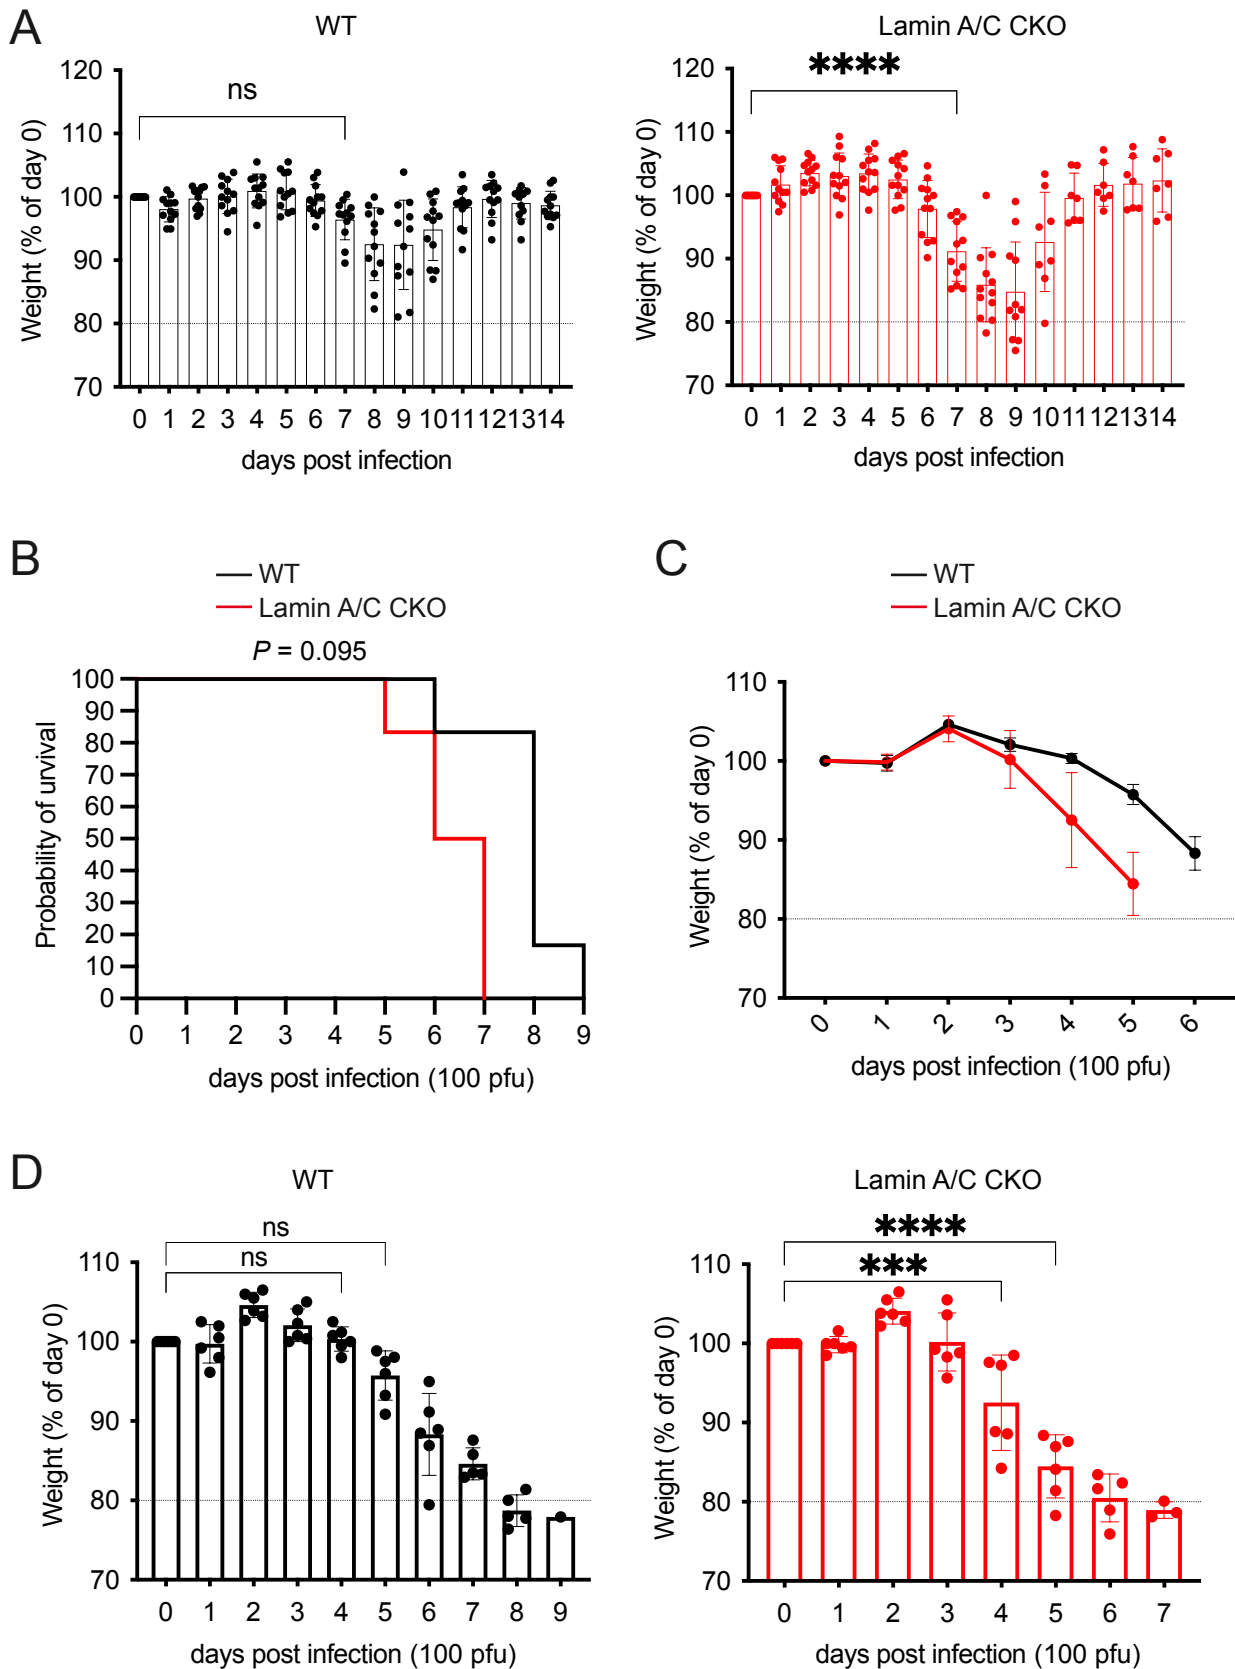 A
WT
Lamin A/C CKO
ns
****
Weight (% of day 0)
120
110
100
90
80
70
0 1 2 3 4 5 6 7 8 9 10 11 12 13 14
days post infection
Weight (% of day 0)
120
110
100
90
80
70
0 1 2 3 4 5 6 7 8 9 10 11 12 13 14
days post infection
B
WT
Lamin A/C CKO
P = 0.095
Probability of urvival
100
90
80
70
60
50
40
30
20
10
0
0 1 2 3 4 5 6 7 8 9
days post infection (100 pfu)
C
WT
Lamin A/C CKO
Weight (% of day 0)
110
100
90
80
70
0 1 2 3 4 5 6
days post infection (100 pfu)
D
WT
ns
ns
Weight (% of day 0)
110
100
90
80
70
0 1 2 3 4 5 6 7 8 9
days post infection (100 pfu)
Lamin A/C CKO
****
***
Weight (% of day 0)
110
100
90
80
70
0 1 2 3 4 5 6 7
days post infection (100 pfu)